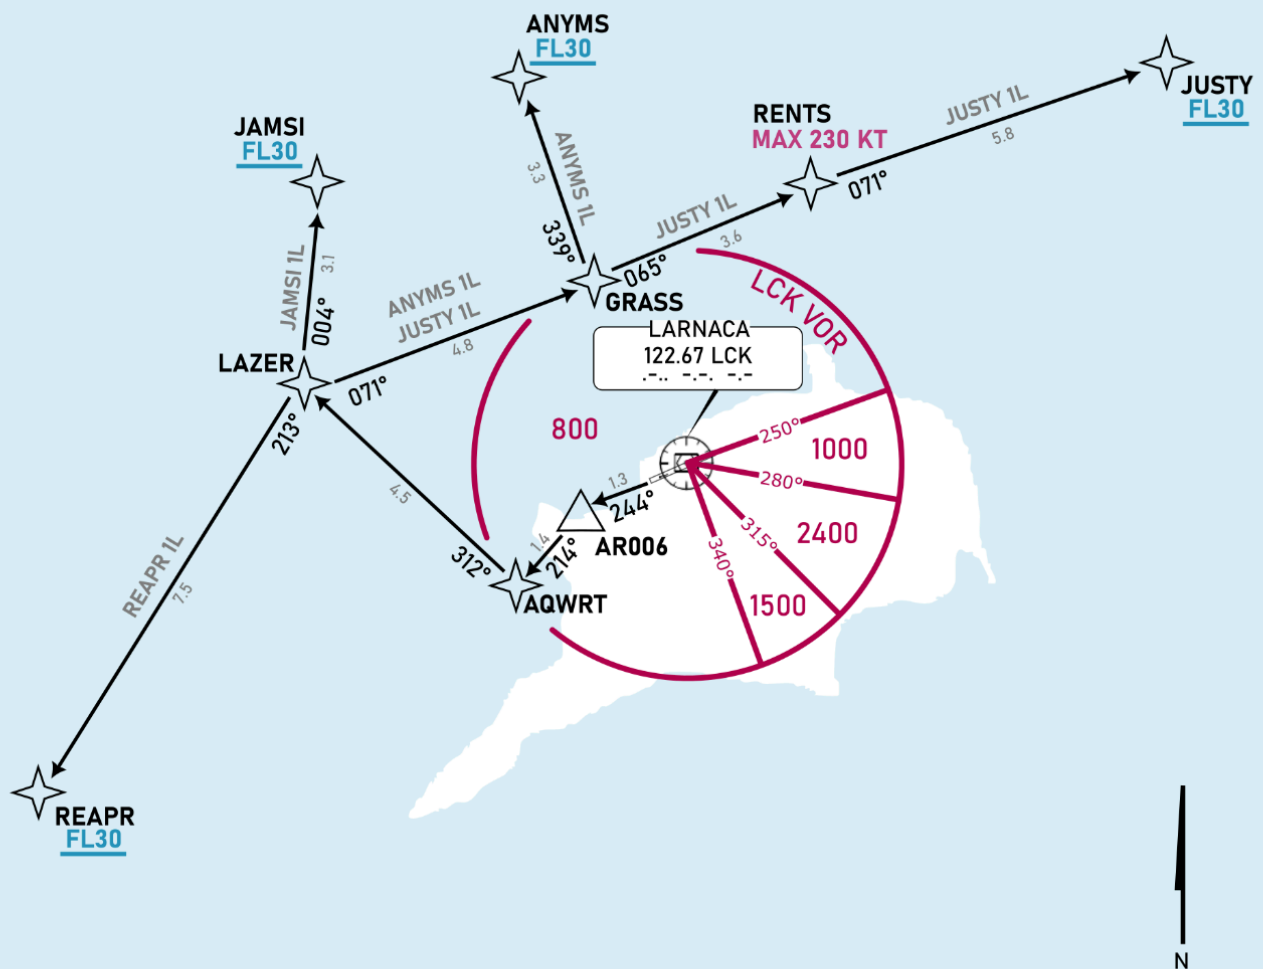 ANYMS
FL30
JUSTY
FL30
JUSTY 1L
5.8
RENTS
MAX 230 KT
071°
JAMSI
FL30
ANYMS 1L
3.3
339°
JUSTY 1L
3.6
065°
GRASS
JAMSI 1L
3.1
004°
ANYMS 1L
JUSTY 1L
4.8
071°
LAZER
213°
LCK VOR
LARNACA
122.67 LCK
.-.. -.-. -.-
800
250°
1000
280°
2400
315°
1500
340°
1.3
244°
AR006
1.4
214°
AQWRT
312°
4.5
REAPR 1L
7.5
REAPR
FL30
N